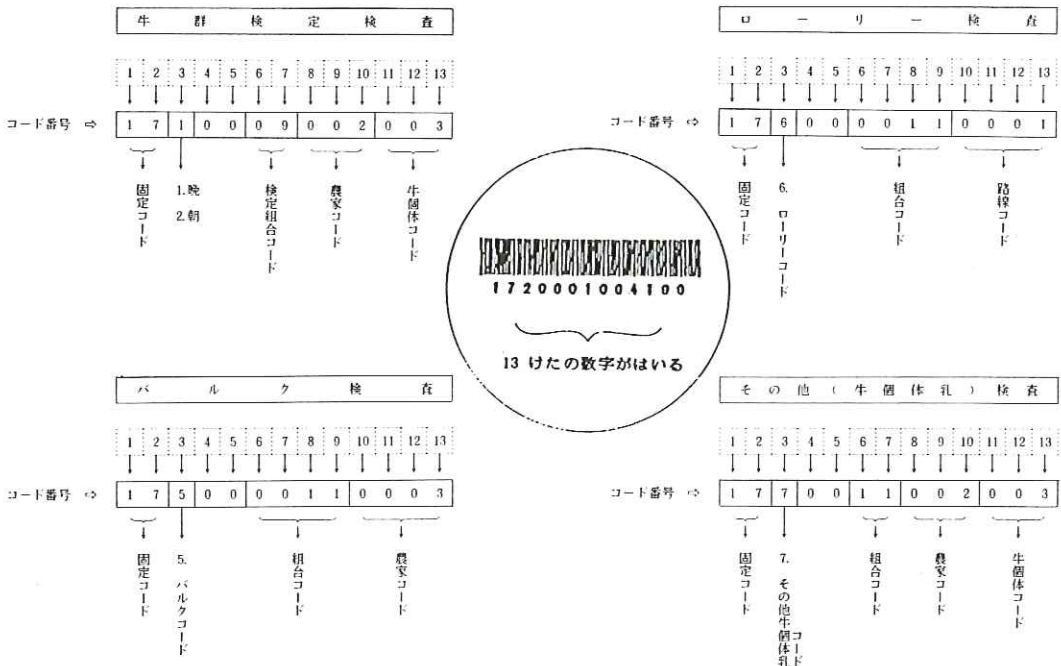 牛群検定検査
1 2 3 4 5 6 7 8 9 10 11 12 13
コード番号 ⇨ 1 7 1 0 0 0 9 0 0 2 0 0 3
固定コード
1.晩
2.朝
検定組合コード
農家コード
牛個体コード
ローリー検査
1 2 3 4 5 6 7 8 9 10 11 12 13
コード番号 ⇨ 1 7 6 0 0 0 0 1 1 0 0 0 1
固定コード
6. ローリーコード
組合コード
路線コード
1720001004100
13 けたの数字がはいる
バルク検査
1 2 3 4 5 6 7 8 9 10 11 12 13
コード番号 ⇨ 1 7 5 0 0 0 0 1 1 0 0 0 3
固定コード
5. バルクコード
組合コード
農家コード
その他(牛個体乳)検査
1 2 3 4 5 6 7 8 9 10 11 12 13
コード番号 ⇨ 1 7 7 0 0 1 1 0 0 2 0 0 3
固定コード
7. その他牛個体乳コード
組合コード
農家コード
牛個体コード